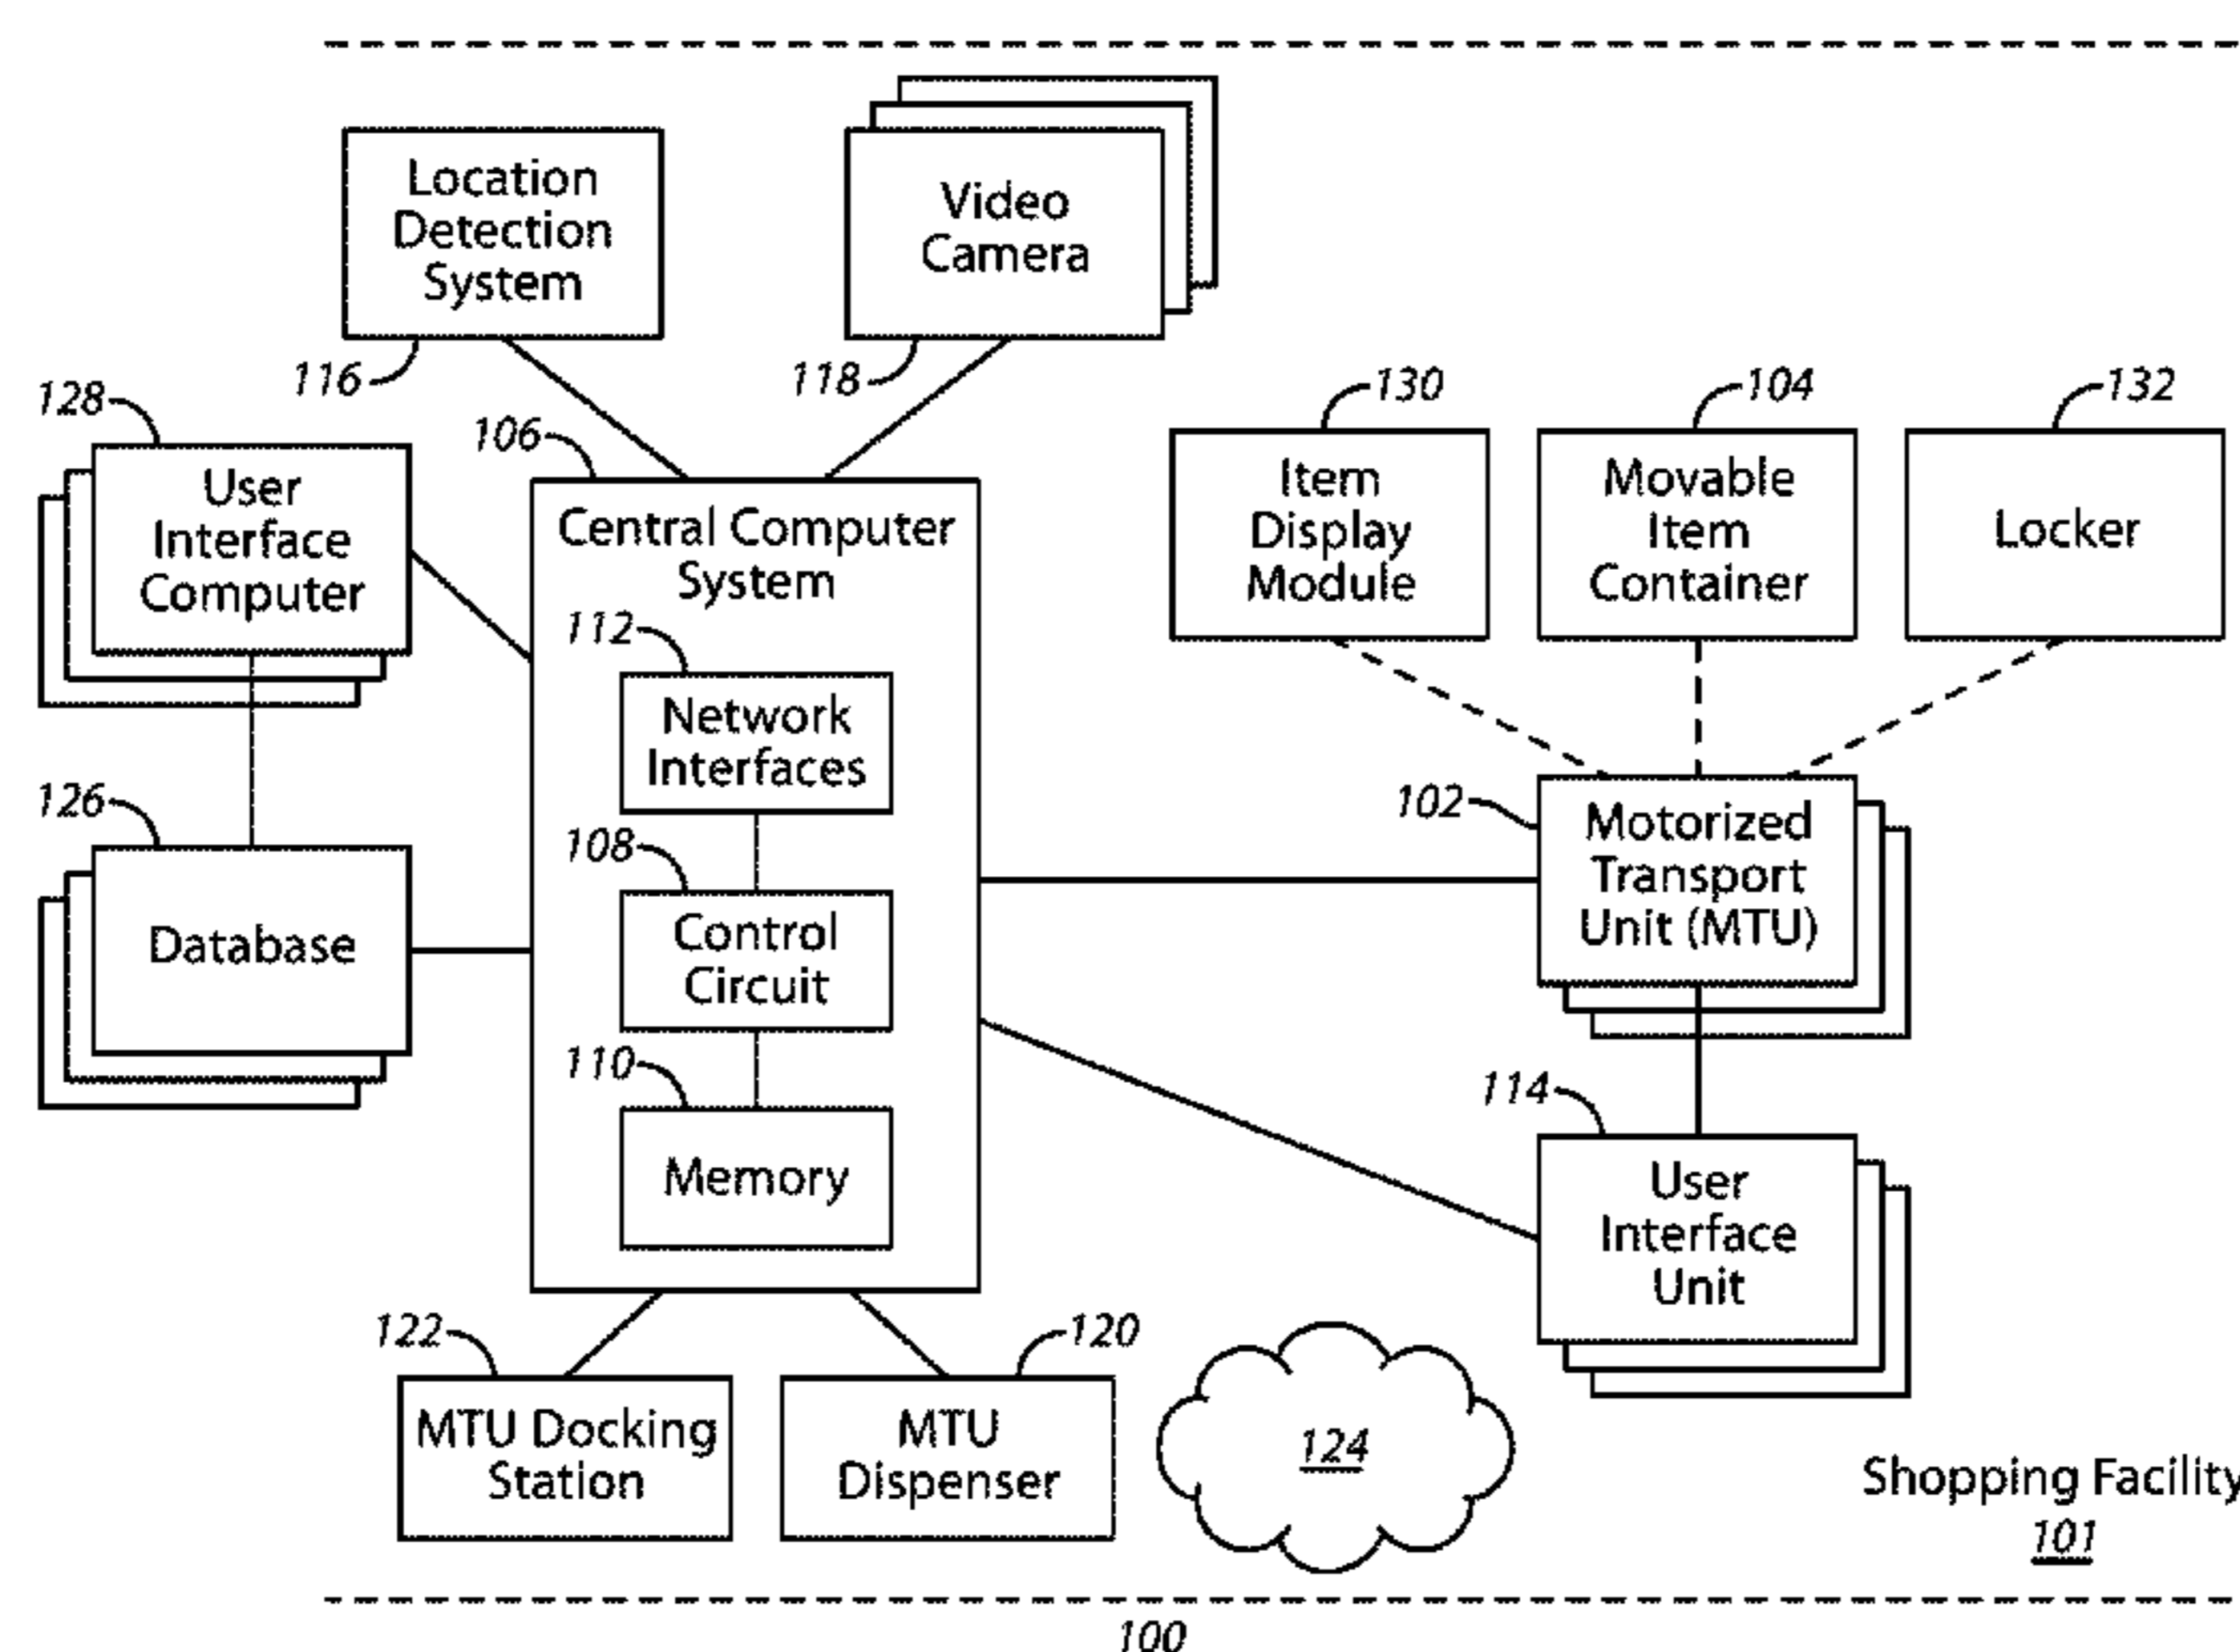 Location
Detection
System
116
Video
Camera
118
128
User
Interface
Computer
106
Central Computer
System
130
Item
Display
Module
104
Movable
Item
Container
132
Locker
112
Network
Interfaces
126
Database
108
Control
Circuit
102
Motorized
Transport
Unit (MTU)
110
Memory
114
User
Interface
Unit
122
MTU Docking
Station
120
MTU
Dispenser
124
Shopping Facility
101
100